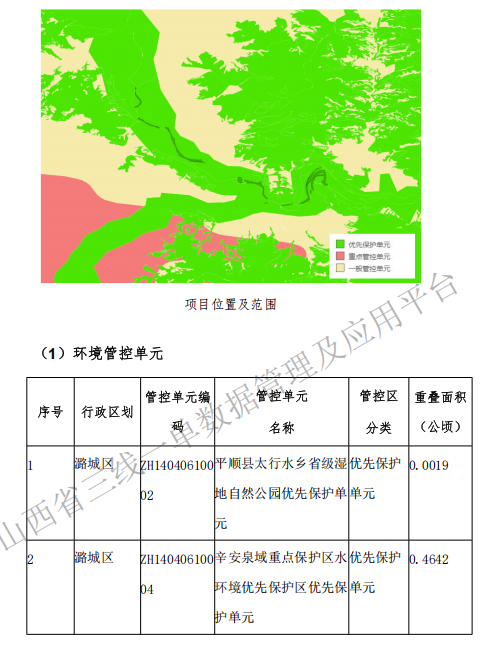 优先保护单元
重点管控单元
一般管控单元
项目位置及范围
（1）环境管控单元
序号 行政区划 管控单元编码 管控单元名称 管控区分类 重叠面积（公顷）
1 潞城区 ZH14040610002 平顺县太行水乡省级湿地自然公园优先保护单元 优先保护单元 0.0019
2 潞城区 ZH14040610004 辛安泉域重点保护区水环境优先保护区优先保护单元 优先保护单元 0.4642
山西省三线一单数据管理及应用平台